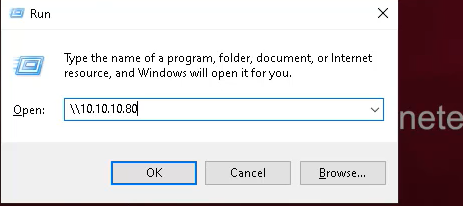 Run
Type the name of a program, folder, document, or Internet
resource, and Windows will open it for you.
Open:
\\10.10.10.80
nete
OK
Cancel
Browse...